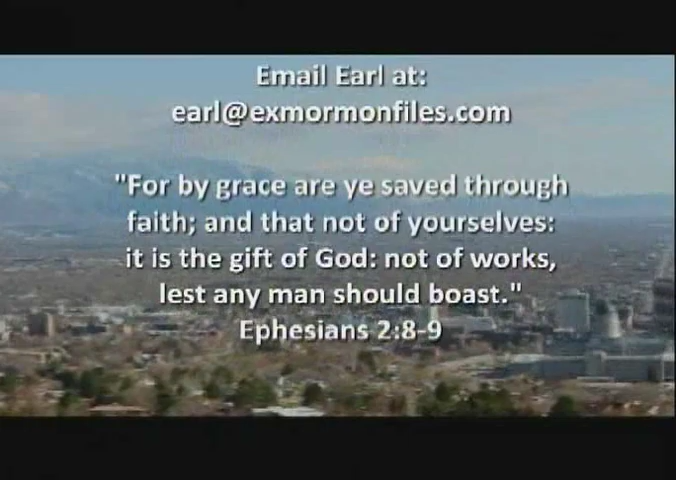 Email Earl at:
earl@exmormonfiles.com
"For by grace are ye saved through
faith; and that not of yourselves:
it is the gift of God: not of works,
lest any man should boast."
Ephesians 2:8-9